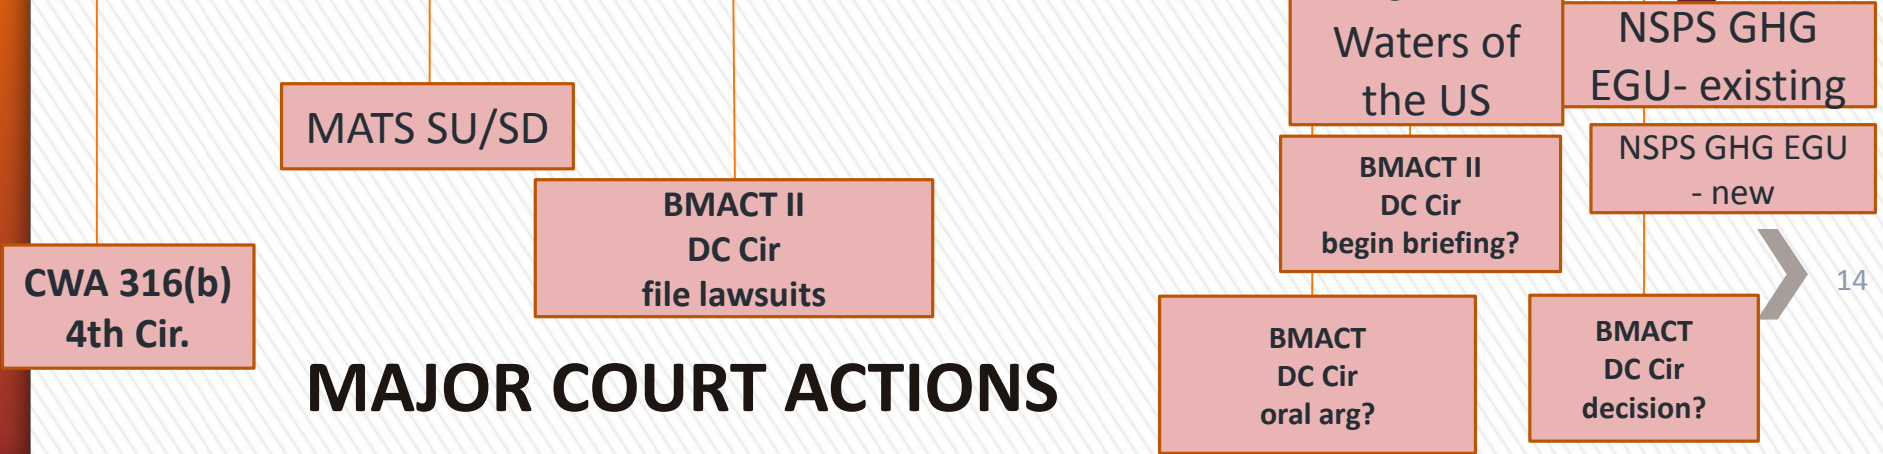 Waters of
the US
NSPS GHG
EGU- existing
MATS SU/SD
NSPS GHG EGU
- new
BMACT II
DC Cir
begin briefing?
BMACT II
DC Cir
file lawsuits
CWA 316(b)
4th Cir.
14
BMACT
DC Cir
oral arg?
BMACT
DC Cir
decision?
MAJOR COURT ACTIONS